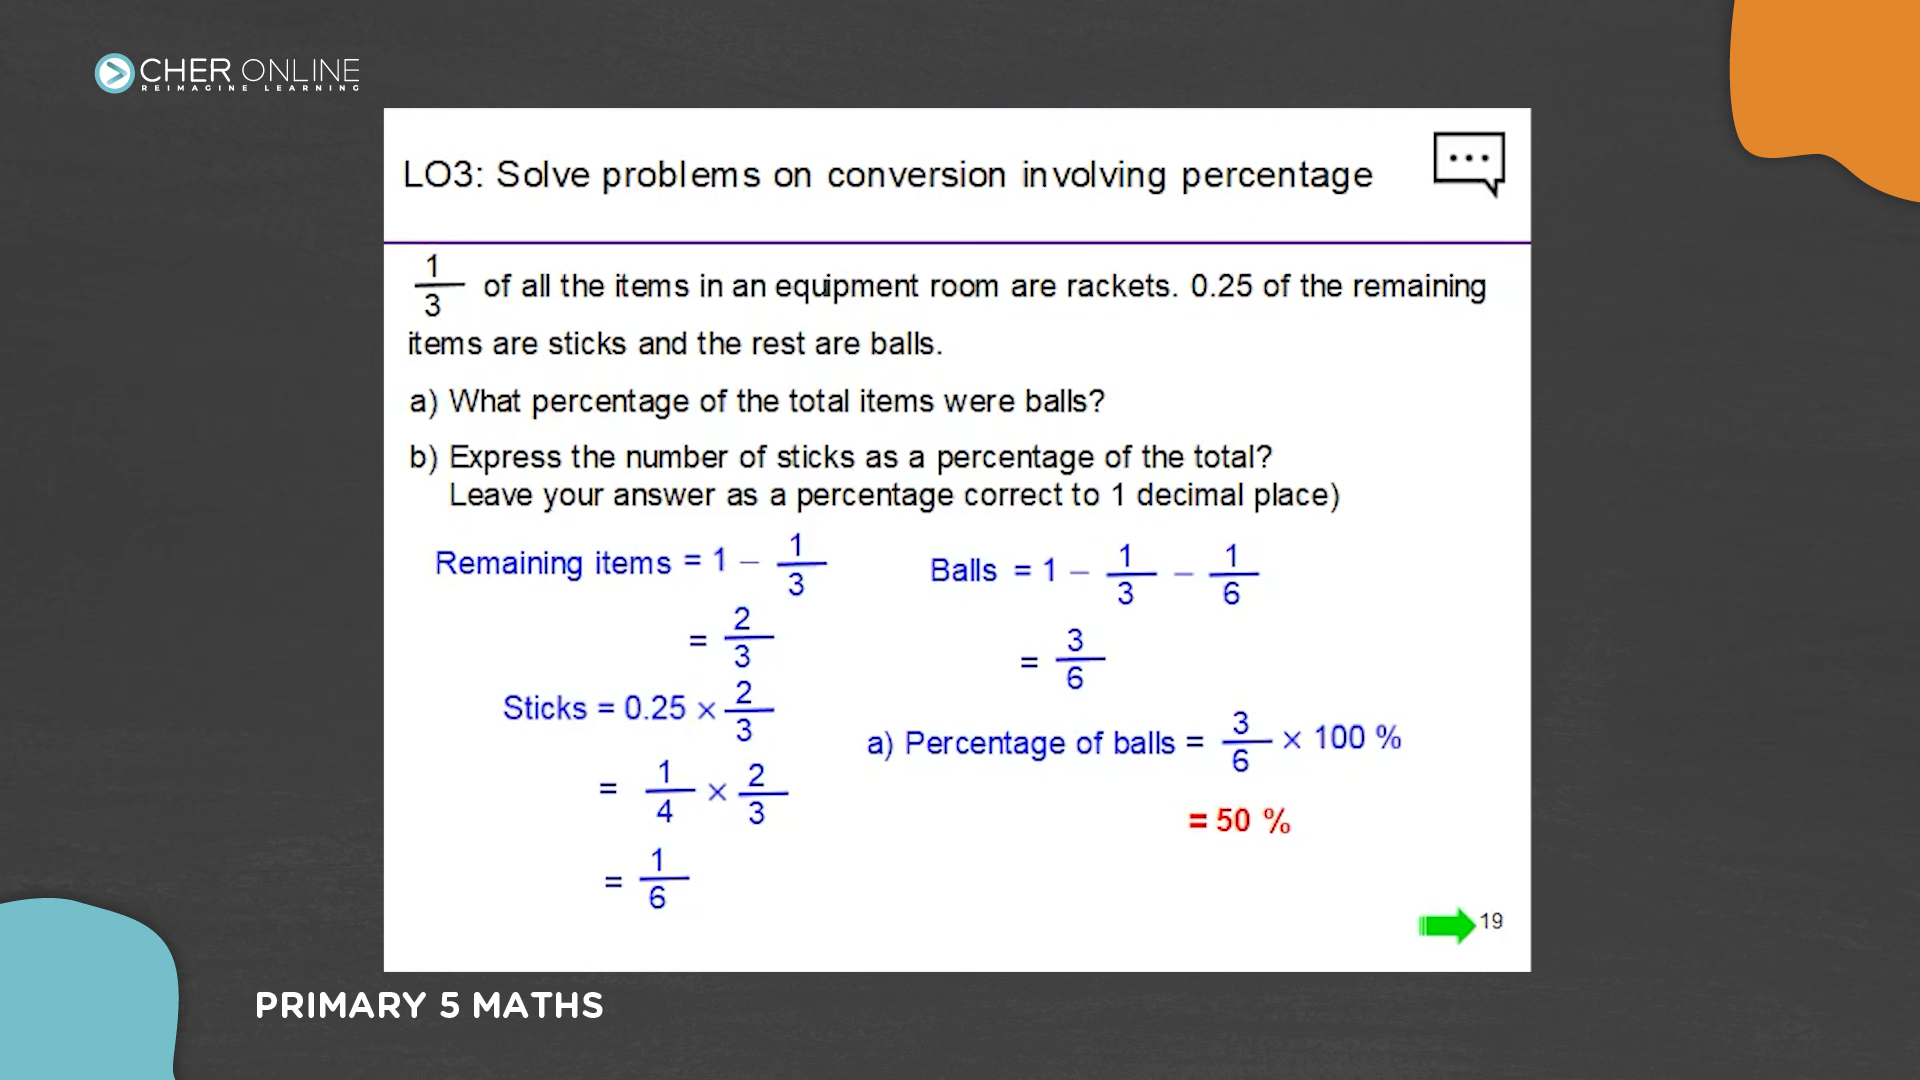 CHER ONLINE
REIMAGINE LEARNING
LO3: Solve problems on conversion involving percentage
1/3 of all the items in an equipment room are rackets. 0.25 of the remaining
items are sticks and the rest are balls.
a) What percentage of the total items were balls?
b) Express the number of sticks as a percentage of the total?
Leave your answer as a percentage correct to 1 decimal place)
Remaining items = 1 – 1/3
= 2/3
Sticks = 0.25 × 2/3
= 1/4 × 2/3
= 1/6
Balls = 1 – 1/3 – 1/6
= 3/6
a) Percentage of balls = 3/6 × 100 %
= 50 %
19
PRIMARY 5 MATHS